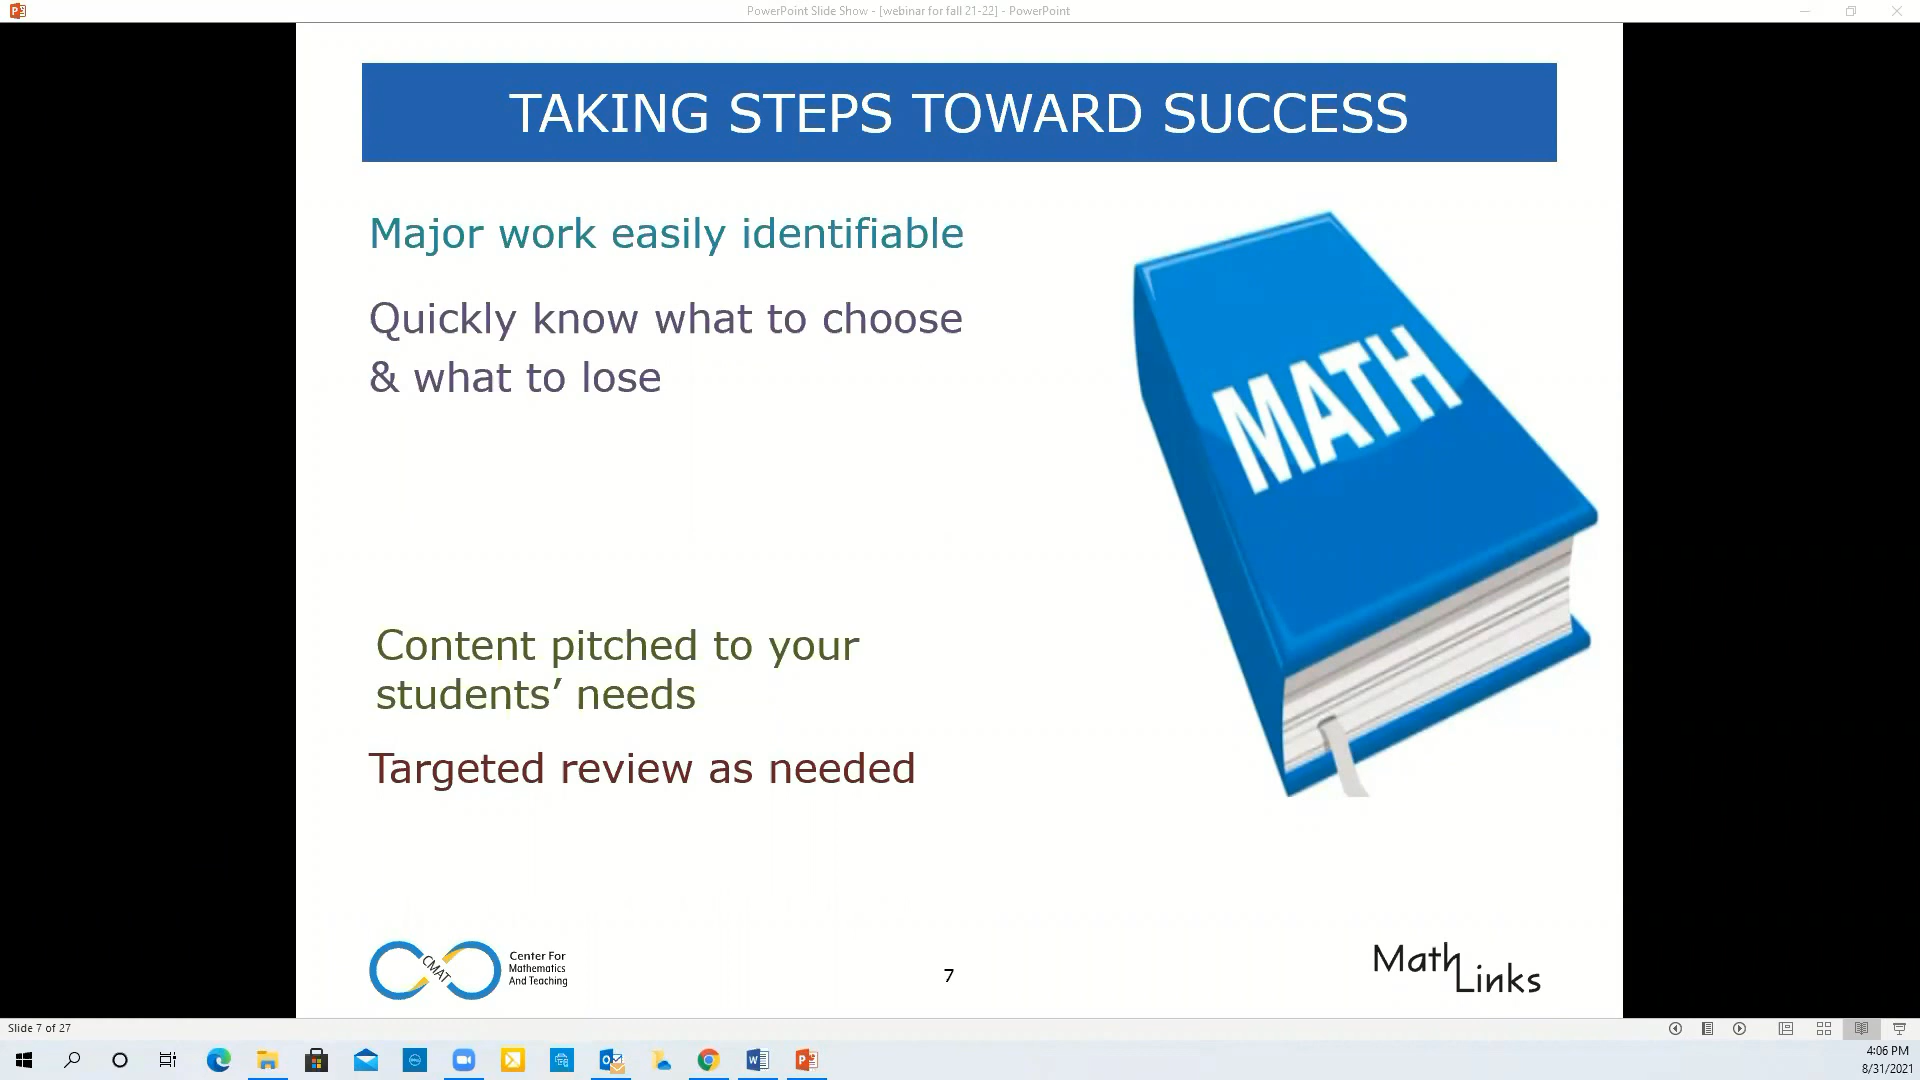 PowerPoint Slide Show - [webinar for fall 21-22] - PowerPoint
TAKING STEPS TOWARD SUCCESS
Major work easily identifiable
Quickly know what to choose
& what to lose
MATH
Content pitched to your
students’ needs
Targeted review as needed
CMAT
Center For
Mathematics
And Teaching
7
Math
Links
Slide 7 of 27
4:06 PM
8/31/2021